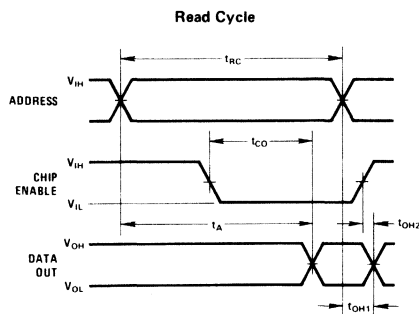 Read Cycle
tRC
VIH
ADDRESS
tCO
VIH
CHIP
ENABLE
VIL
tA
tOH2
VOH
DATA
OUT
VOL
tOH1